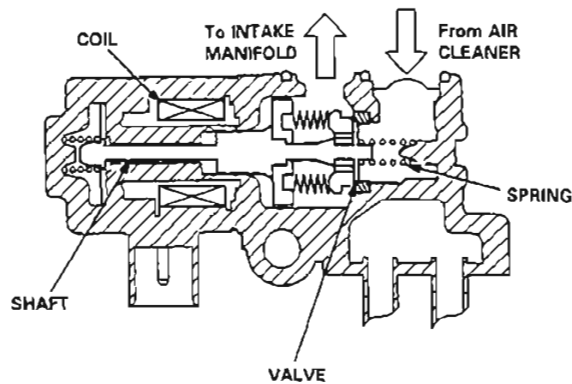 To INTAKE
MANIFOLD
From AIR
CLEANER
COIL
SPRING
SHAFT
VALVE